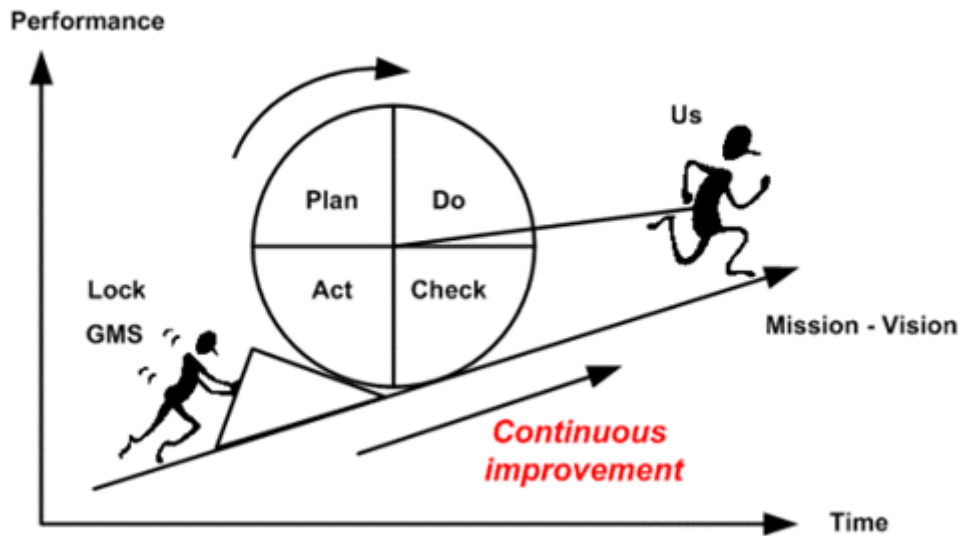 Performance
Us
Plan
Do
Lock
GMS
Act
Check
Mission - Vision
Continuous
improvement
Time